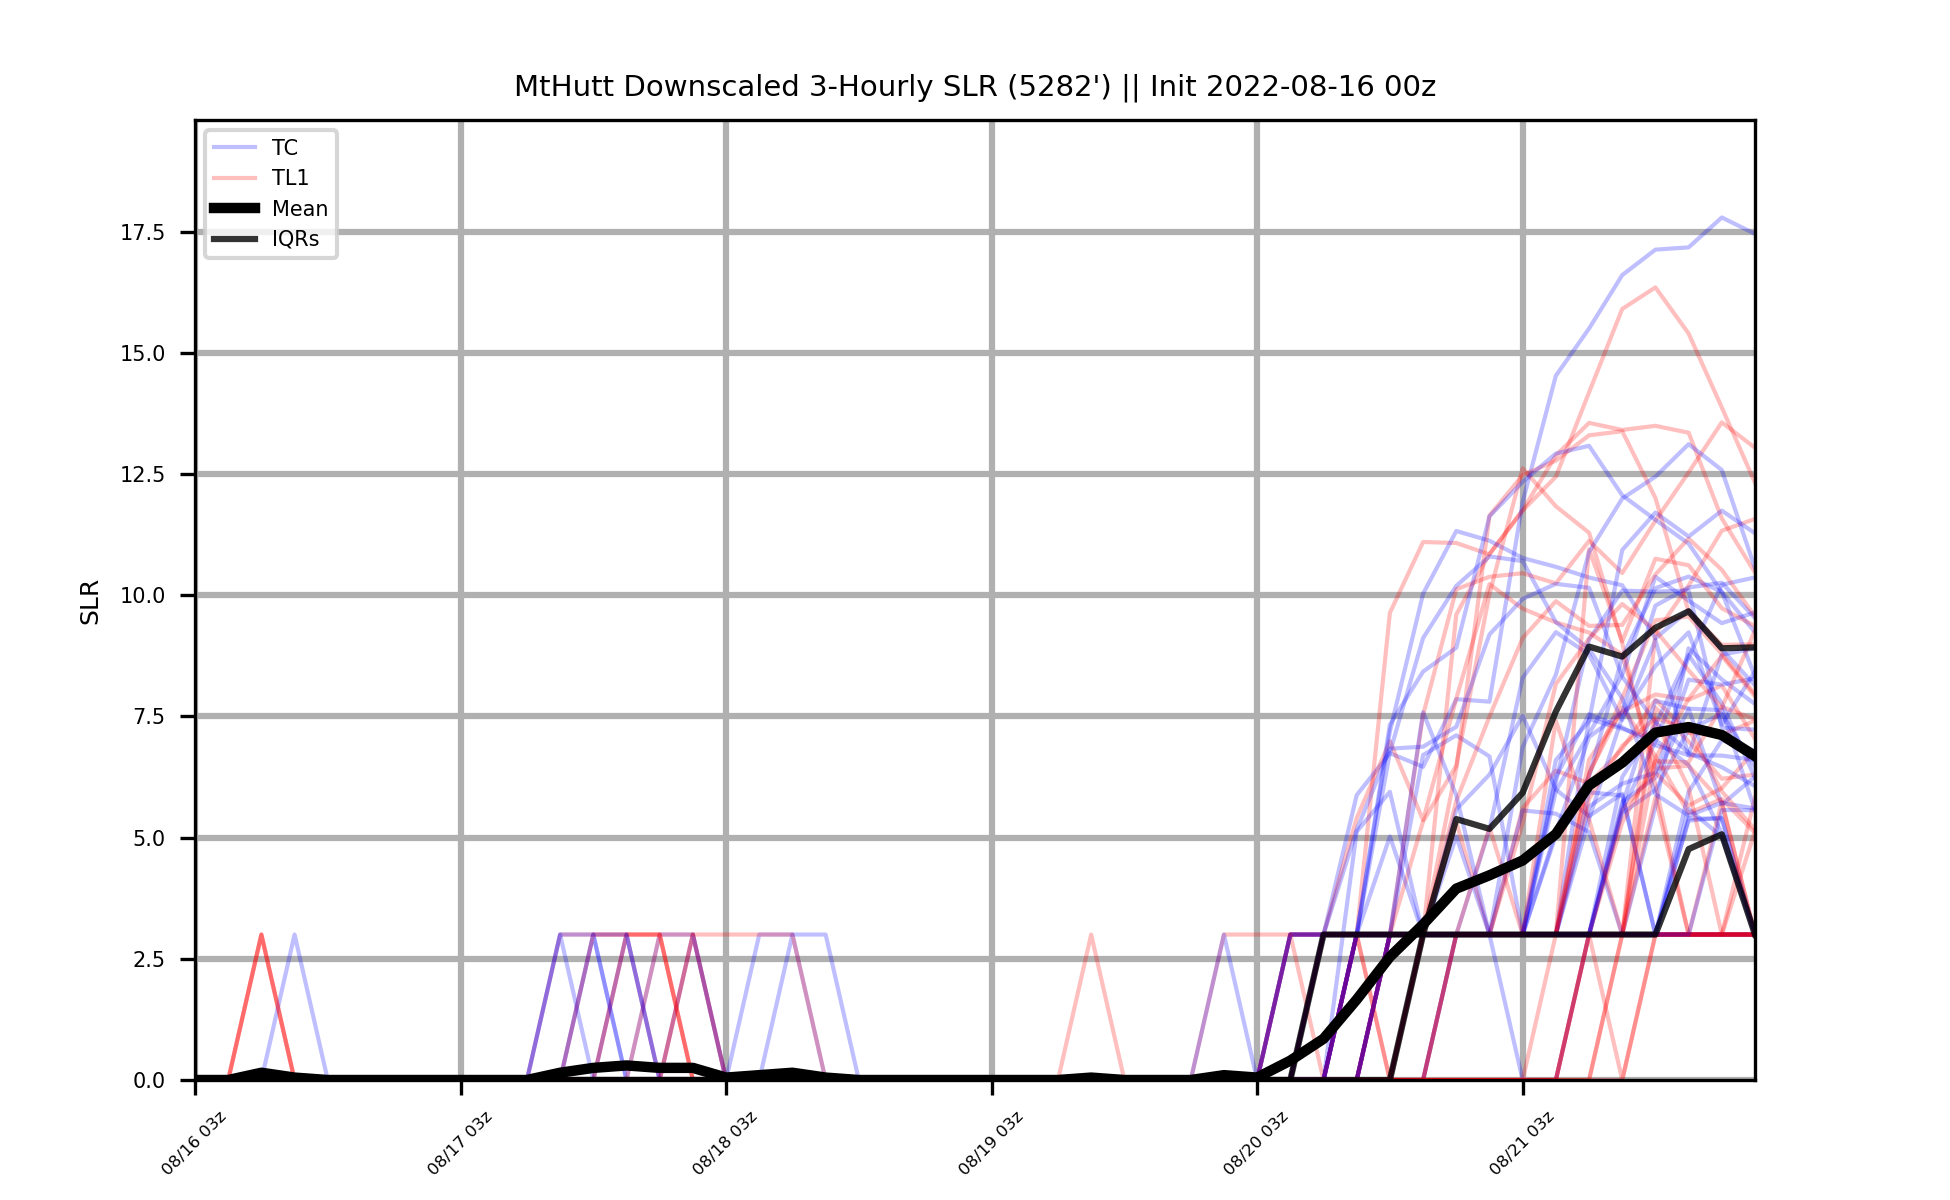 MtHutt Downscaled 3-Hourly SLR (5282') || Init 2022-08-16 00z
TC
TL1
Mean
IQRs
SLR
17.5
15.0
12.5
10.0
7.5
5.0
2.5
0.0
08/16 03z
08/17 03z
08/18 03z
08/19 03z
08/20 03z
08/21 03z